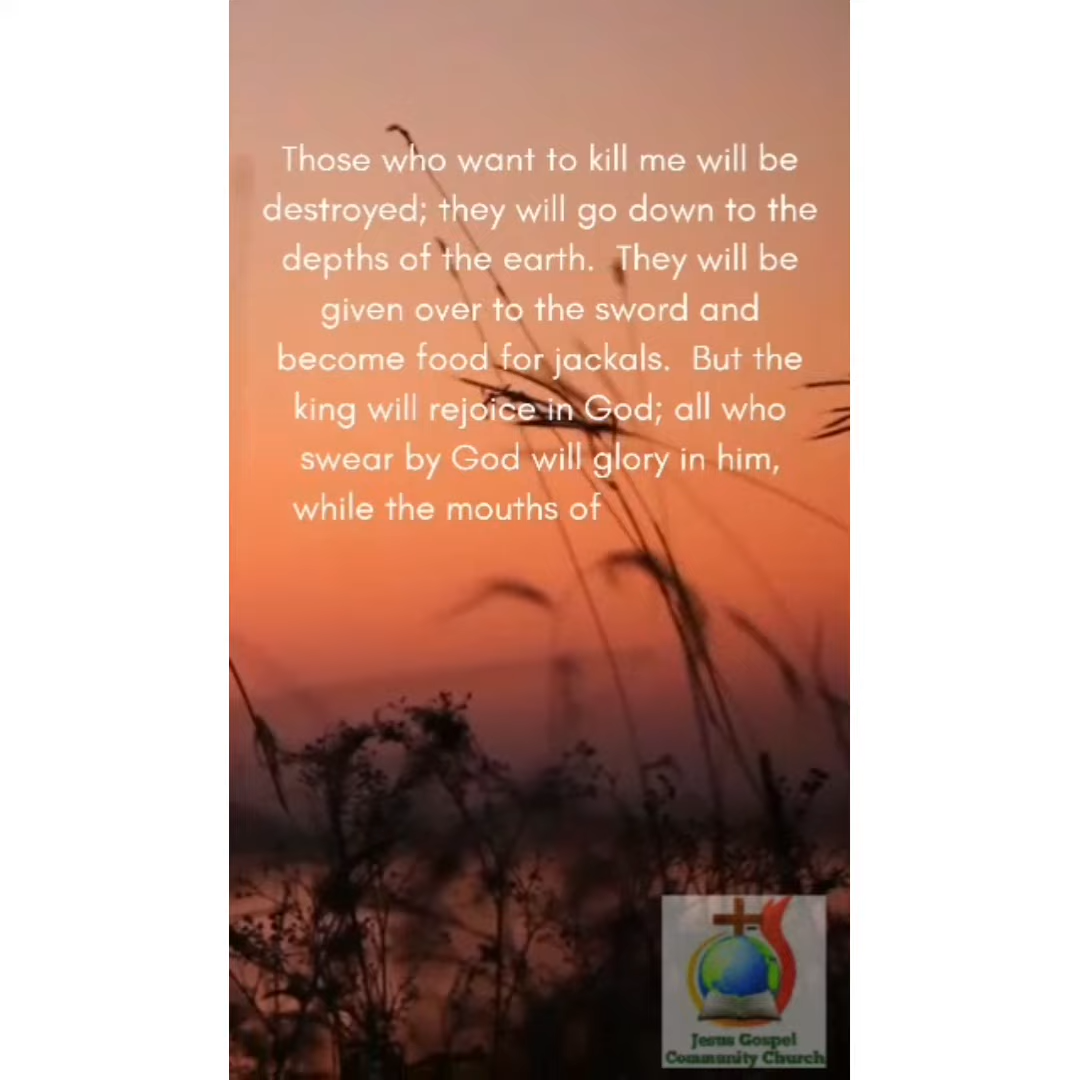 Those who want to kill me will be
destroyed; they will go down to the
depths of the earth.  They will be
given over to the sword and
become food for jackals.  But the
king will rejoice in God; all who
swear by God will glory in him,
while the mouths of
Jesus Gospel
Community Church